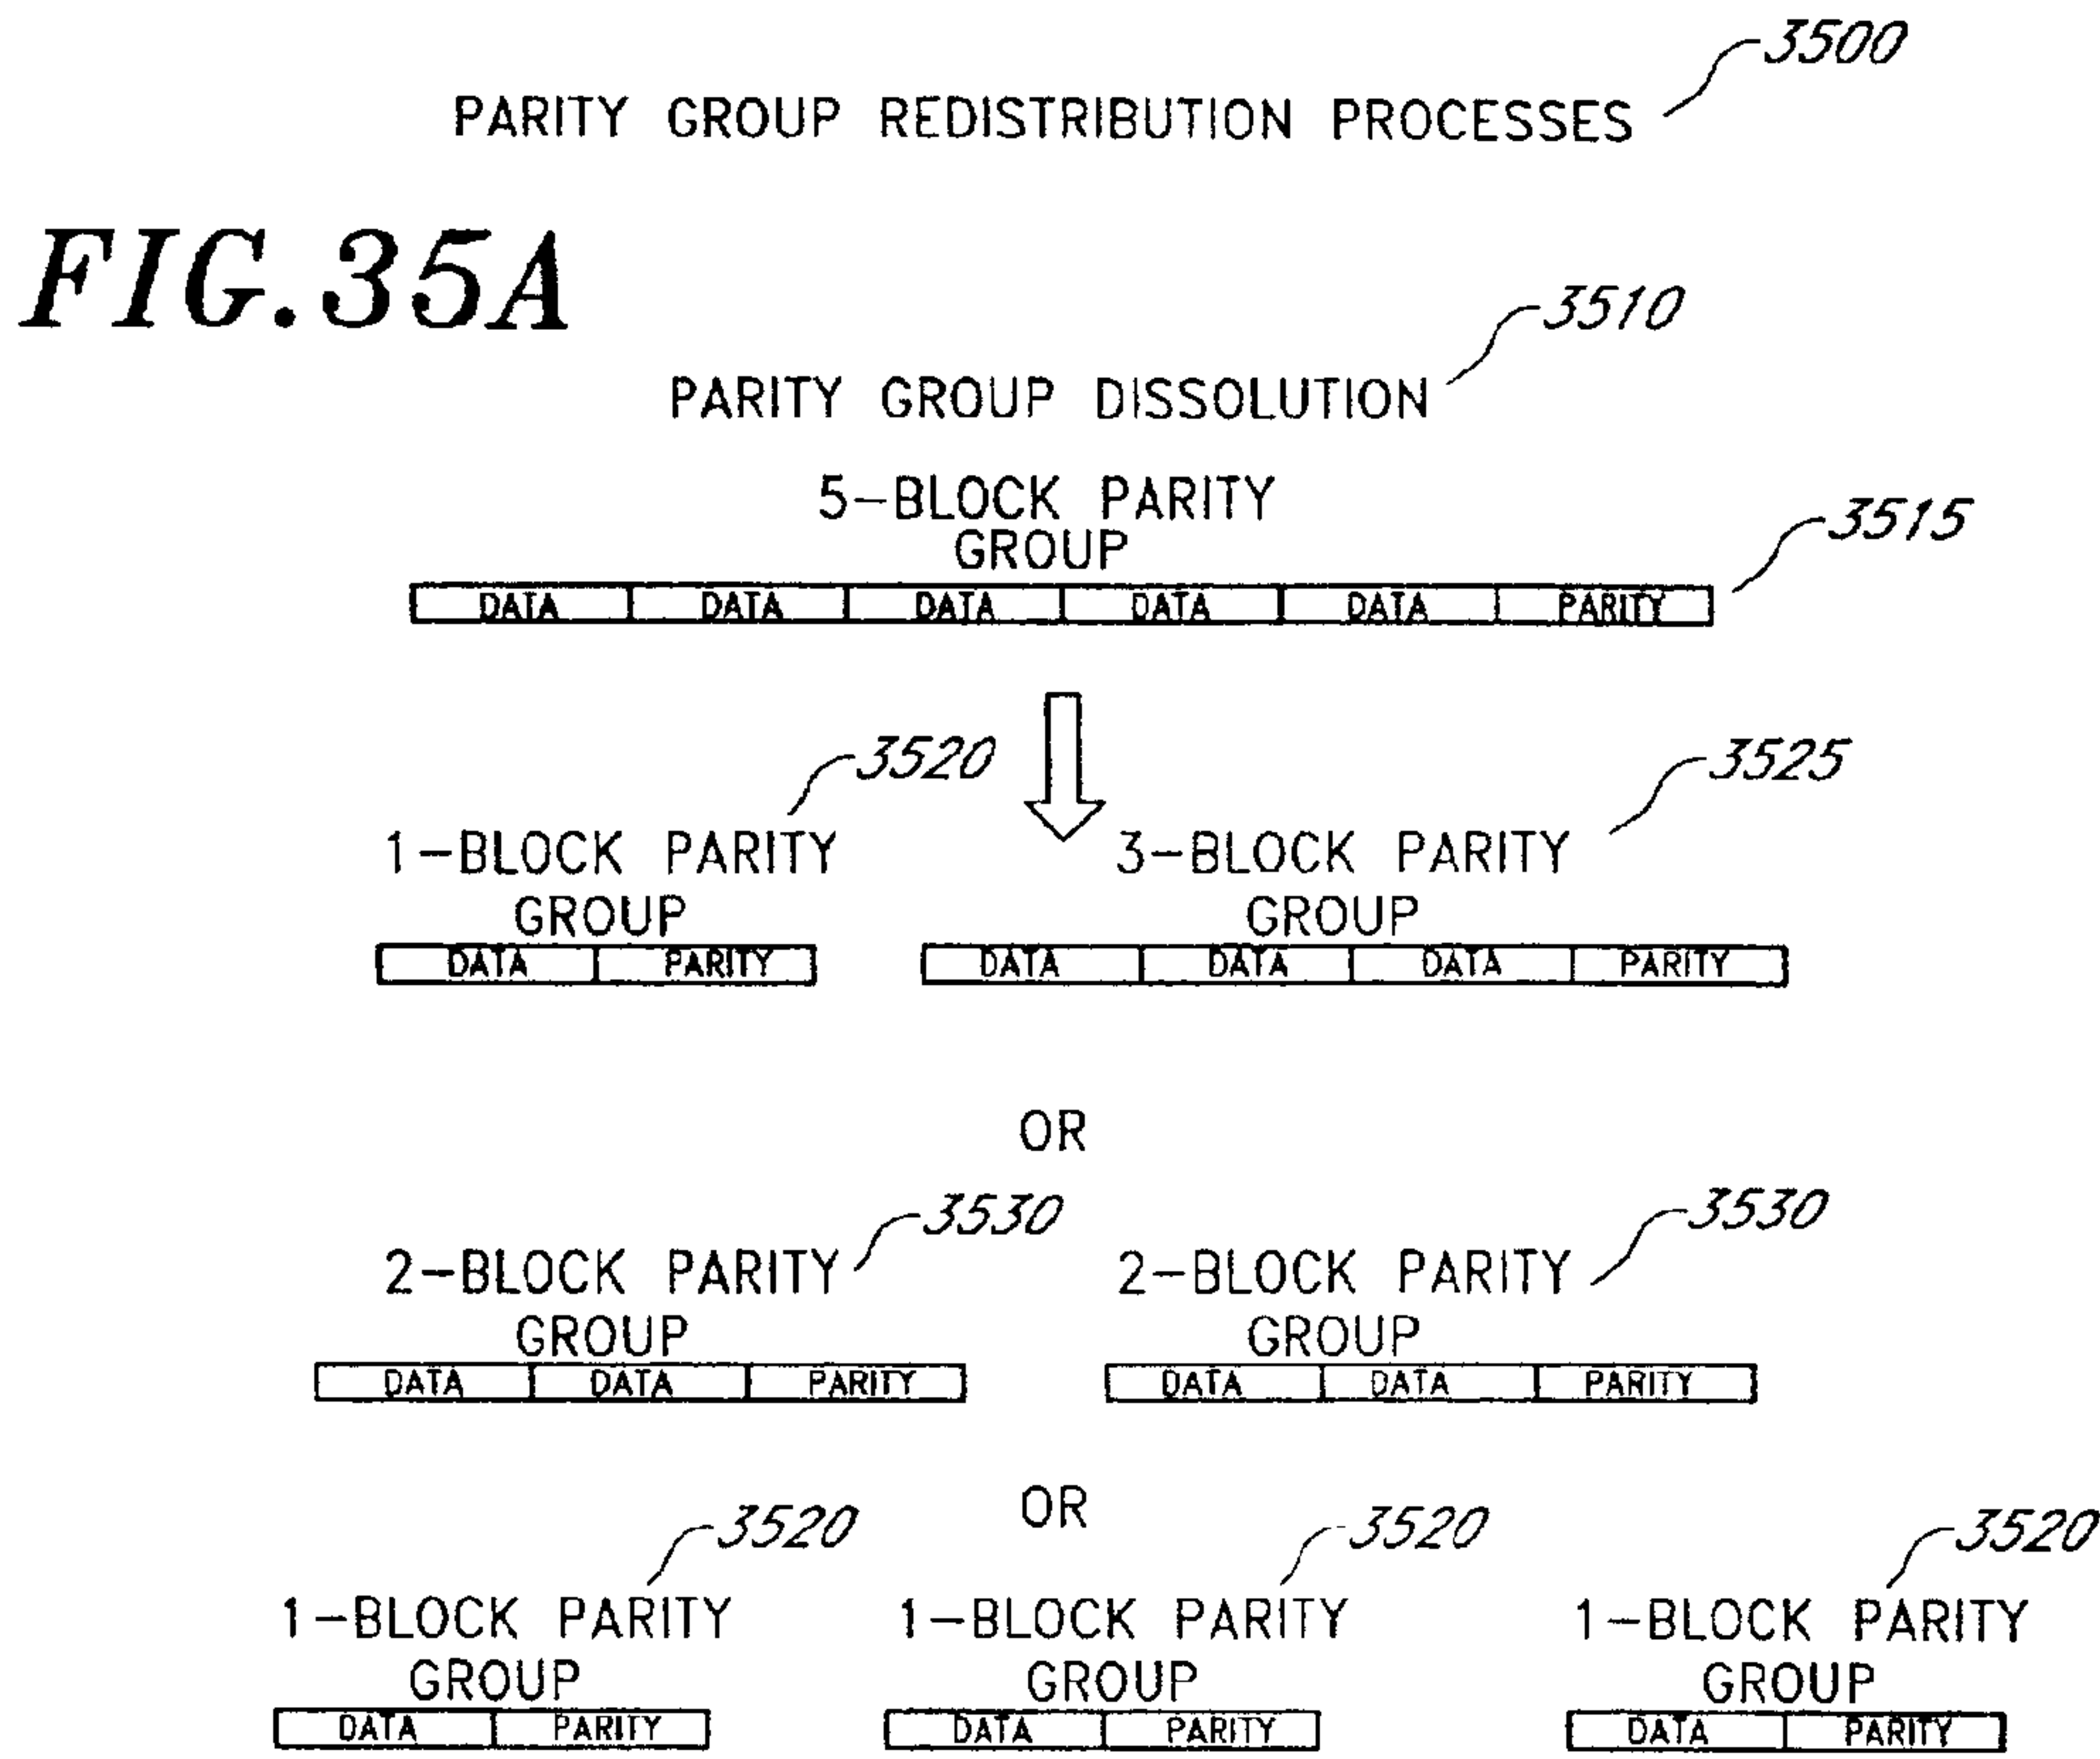 3500
PARITY GROUP REDISTRIBUTION PROCESSES
FIG.35A
3510
PARITY GROUP DISSOLUTION
5-BLOCK PARITY
GROUP
3515
DATA DATA DATA DATA DATA PARITY
3520
3525
1-BLOCK PARITY
GROUP
DATA PARITY
3-BLOCK PARITY
GROUP
DATA DATA DATA PARITY
OR
3530
3530
2-BLOCK PARITY
GROUP
DATA DATA PARITY
2-BLOCK PARITY
GROUP
DATA DATA PARITY
OR
3520
3520
3520
1-BLOCK PARITY
GROUP
DATA PARITY
1-BLOCK PARITY
GROUP
DATA PARITY
1-BLOCK PARITY
GROUP
DATA PARITY